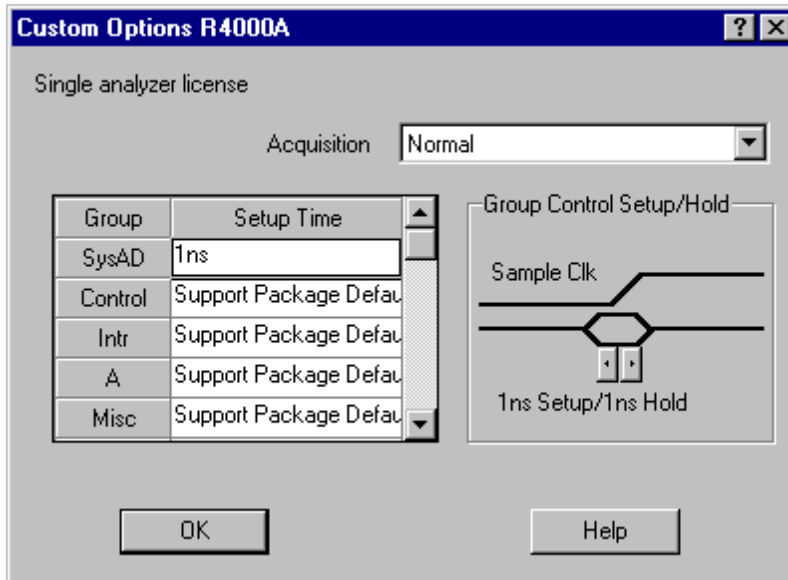 Custom Options R4000A
Single analyzer license
Acquisition Normal
Group Setup Time
SysAD 1ns
Control Support Package Defau
Intr Support Package Defau
A Support Package Defau
Misc Support Package Defau
Group Control Setup/Hold
Sample Clk
1ns Setup/1ns Hold
OK Help